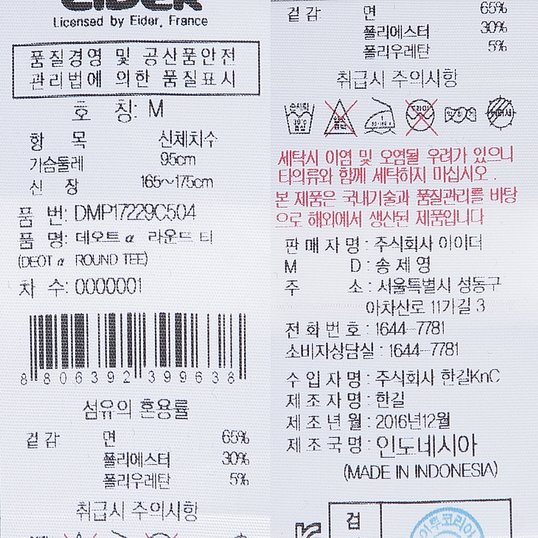 EIDER
Licensed by Eider, France
품질경영 및 공산품안전
관리법에 의한 품질표시
호 칭: M
항 목 신체치수
가슴둘레 95cm
신 장 165~175cm
품 번: DMP17229C504
품 명: 데오트α 라운드 티
(DEOT α ROUND TEE)
차 수: 0000001
8 806392 399638
섬유의 혼용률
겉감 면 65%
폴리에스터 30%
폴리우레탄 5%
취급시 주의사항
겉감 면 65%
폴리에스터 30%
폴리우레탄 5%
취급시 주의사항
세탁시 이염 및 오염될 우려가 있으니
타의류와 함께 세탁하지 마십시오.
본 제품은 국내기술과 품질관리를 바탕
으로 해외에서 생산된 제품입니다
판매자명: 주식회사 아이더
M D: 송제영
주 소: 서울특별시 성동구
아차산로 11가길 3
전화번호: 1644-7781
소비자상담실: 1644-7781
수입자명: 주식회사 한길KnC
제조자명: 한길
제조년월: 2016년12월
제조국명: 인도네시아
(MADE IN INDONESIA)
검